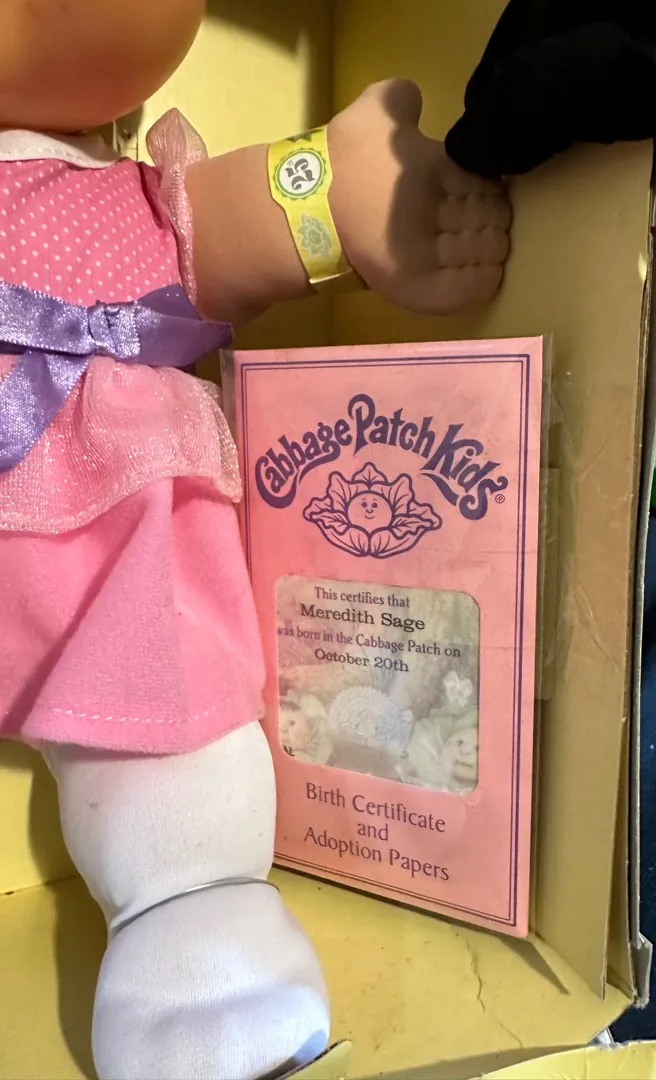 25
Cabbage Patch Kids®
This certifies that
Meredith Sage
was born in the Cabbage Patch on
October 20th
Birth Certificate
and
Adoption Papers